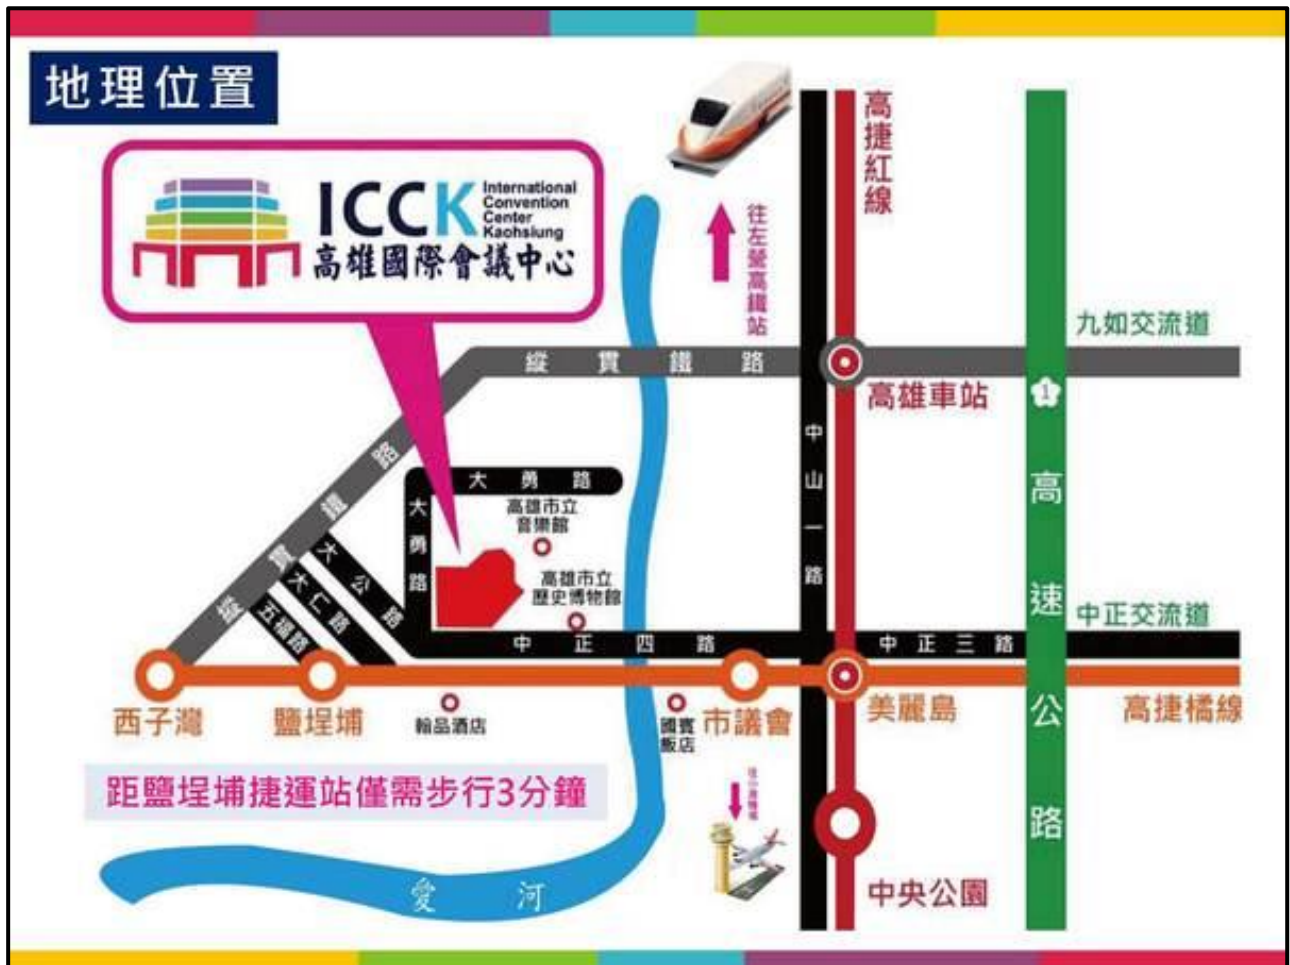 地理位置
ICCK
International
Convention
Center
Kaohsiung
高雄國際會議中心
往左營高鐵站
高捷紅線
九如交流道
縱貫鐵路
高雄車站
1
高速公路
中山一路
縱貫鐵路
大勇路
大勇路
高雄市立
音樂館
高雄市立
歷史博物館
大公路
大仁路
五福路
中正四路
中正三路
中正交流道
西子灣
鹽埕埔
翰品酒店
國賓
飯店
市議會
美麗島
高捷橘線
距鹽埕埔捷運站僅需步行3分鐘
往小港機場
愛河
中央公園